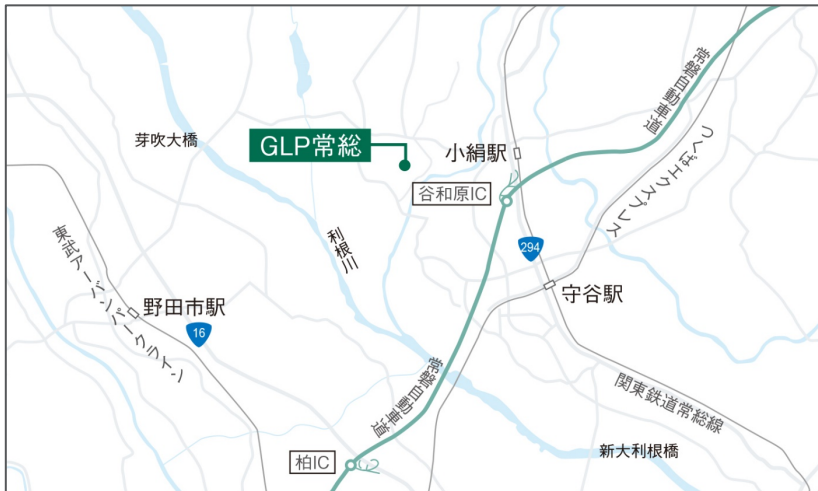 常磐自動車道
芽吹大橋
GLP常総
小絹駅
谷和原IC
つくばエクスプレス
利根川
294
東武アーバンパークライン
野田市駅
守谷駅
16
常磐自動車道
関東鉄道常総線
新大利根橋
柏IC